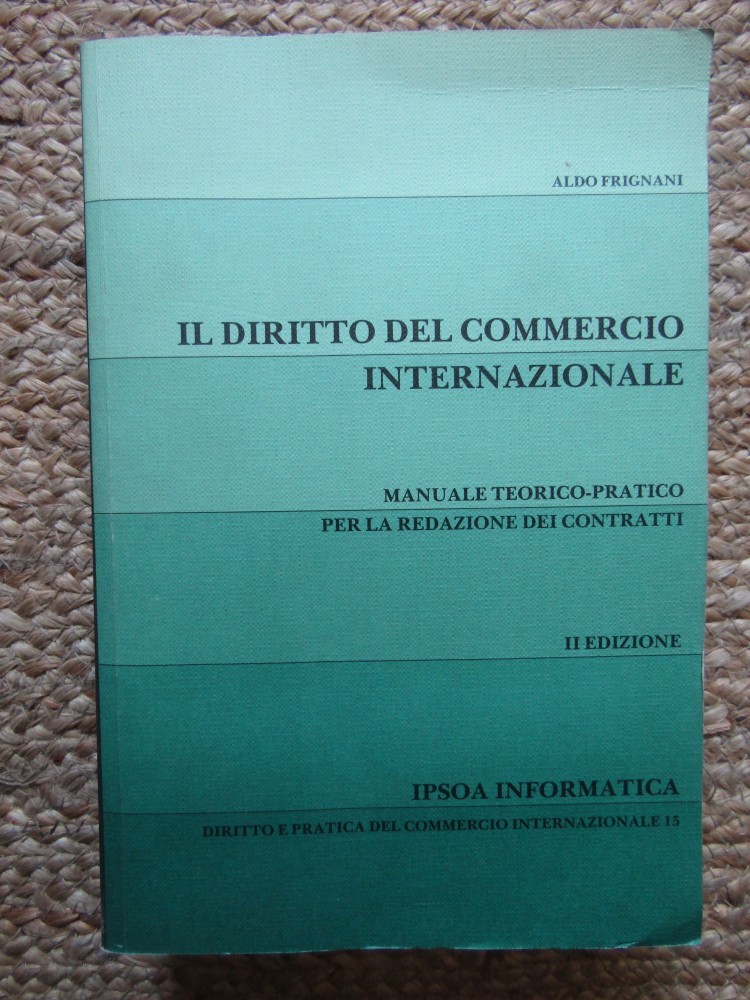 ALDO FRIGNANI
IL DIRITTO DEL COMMERCIO
INTERNAZIONALE
MANUALE TEORICO-PRATICO
PER LA REDAZIONE DEI CONTRATTI
II EDIZIONE
IPSOA INFORMATICA
DIRITTO E PRATICA DEL COMMERCIO INTERNAZIONALE 15